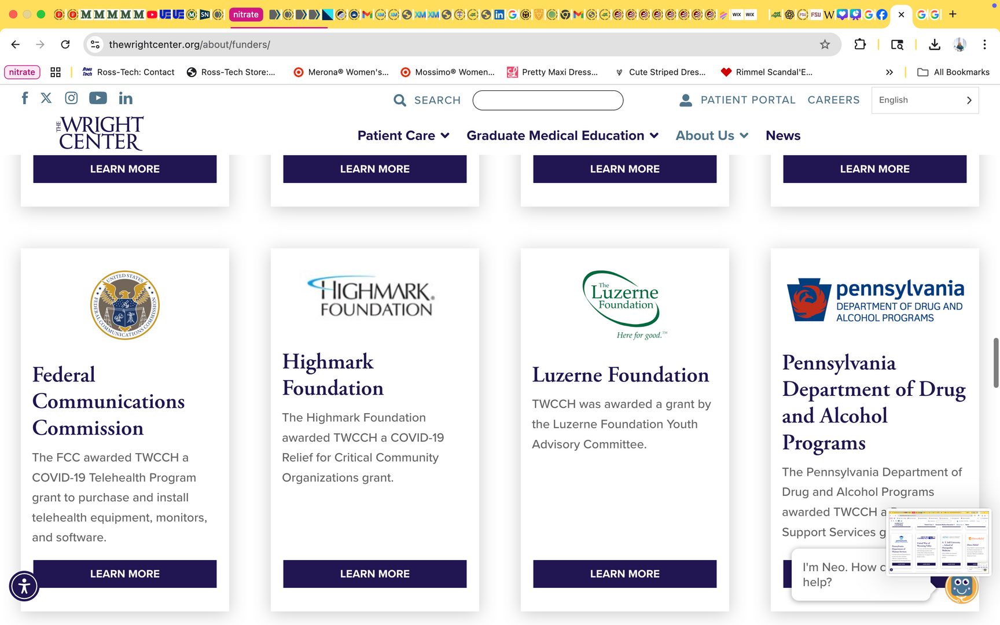 nitrate
thewrightcenter.org/about/funders/
nitrate
Ross-Tech: Contact
Ross-Tech Store:...
Merona® Women's...
Mossimo® Women...
Pretty Maxi Dress...
Cute Striped Dres...
Rimmel Scandal'E...
All Bookmarks
SEARCH
PATIENT PORTAL
CAREERS
English
THE WRIGHT
CENTER
Patient Care
Graduate Medical Education
About Us
News
LEARN MORE
LEARN MORE
LEARN MORE
LEARN MORE
UNITED STATES
FEDERAL COMMUNICATIONS COMMISSION
Federal
Communications
Commission
The FCC awarded TWCCH a
COVID-19 Telehealth Program
grant to purchase and install
telehealth equipment, monitors,
and software.
LEARN MORE
HIGHMARK®
FOUNDATION
Highmark
Foundation
The Highmark Foundation
awarded TWCCH a COVID-19
Relief for Critical Community
Organizations grant.
LEARN MORE
The
Luzerne
Foundation
Here for good.™
Luzerne Foundation
TWCCH was awarded a grant by
the Luzerne Foundation Youth
Advisory Committee.
LEARN MORE
pennsylvania
DEPARTMENT OF DRUG AND
ALCOHOL PROGRAMS
Pennsylvania
Department of Drug
and Alcohol
Programs
The Pennsylvania Department of
Drug and Alcohol Programs
awarded TWCCH a
Support Services
I'm Neo. How
help?